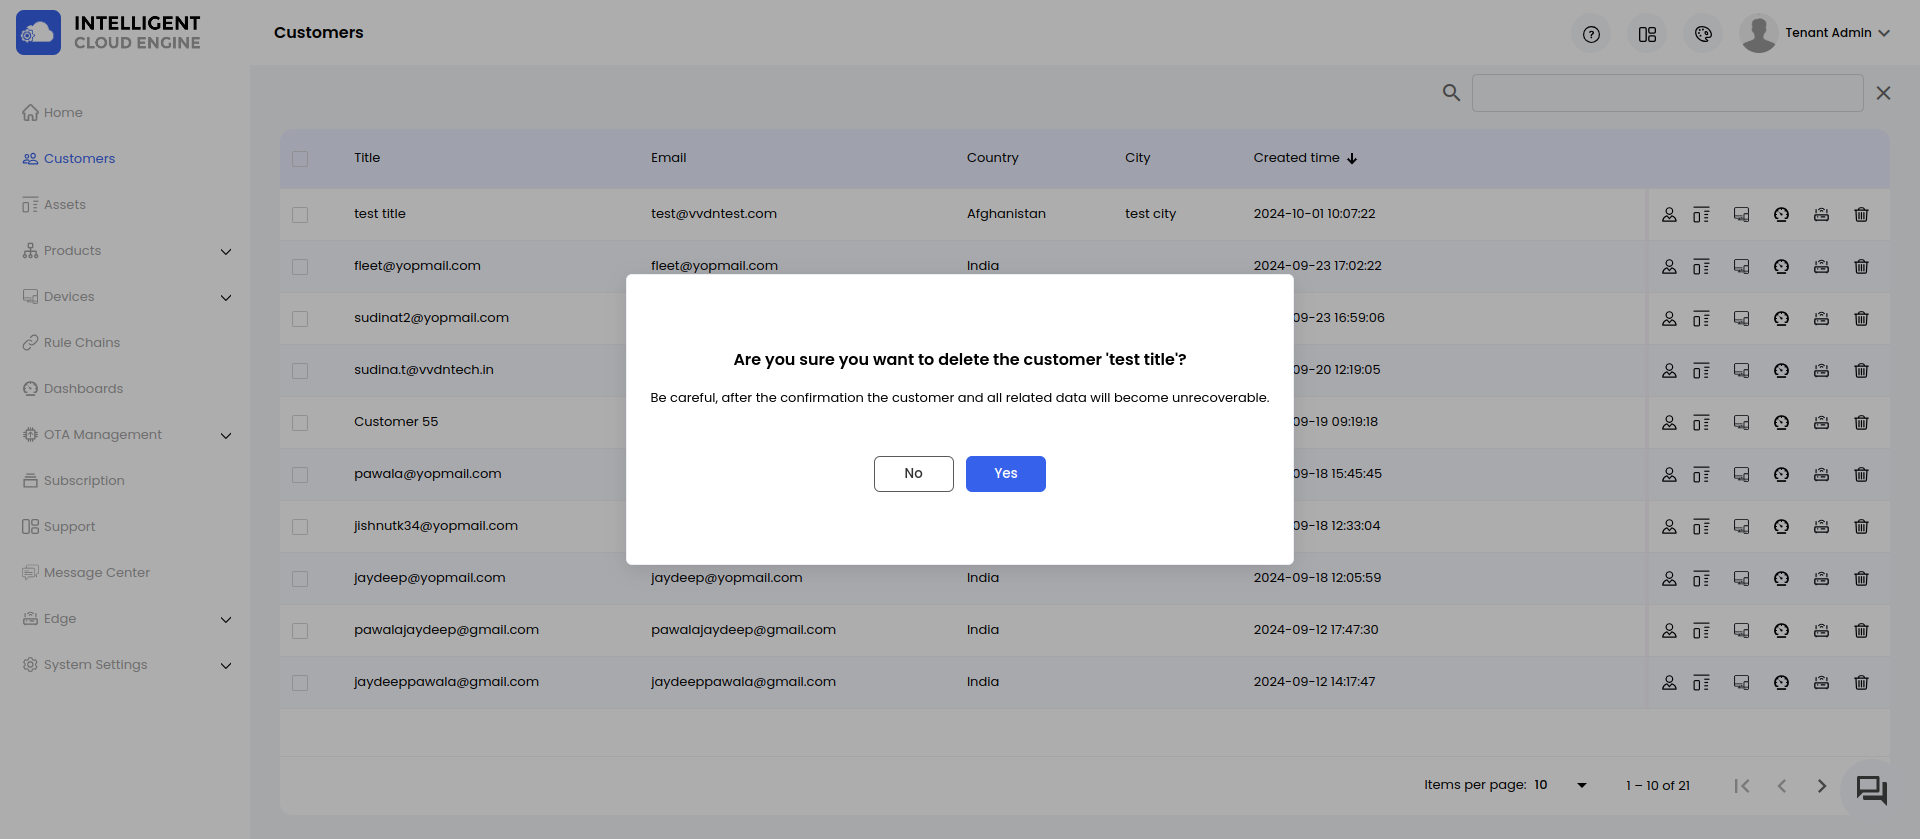 INTELLIGENT
CLOUD ENGINE
Customers
Tenant Admin
Home
Customers
Assets
Products
Devices
Rule Chains
Dashboards
OTA Management
Subscription
Support
Message Center
Edge
System Settings
Title Email Country City Created time
test title test@vvdntest.com Afghanistan test city 2024-10-01 10:07:22
fleet@yopmail.com fleet@yopmail.com India 2024-09-23 17:02:22
sudinat2@yopmail.com 09-23 16:59:06
sudina.t@vvdntech.in 09-20 12:19:05
Customer 55 09-19 09:19:18
pawala@yopmail.com 09-18 15:45:45
jishnutk34@yopmail.com 09-18 12:33:04
jaydeep@yopmail.com jaydeep@yopmail.com India 2024-09-18 12:05:59
pawalajaydeep@gmail.com pawalajaydeep@gmail.com India 2024-09-12 17:47:30
jaydeeppawala@gmail.com jaydeeppawala@gmail.com India 2024-09-12 14:17:47
Are you sure you want to delete the customer 'test title'?
Be careful, after the confirmation the customer and all related data will become unrecoverable.
No Yes
Items per page: 10 1 – 10 of 21